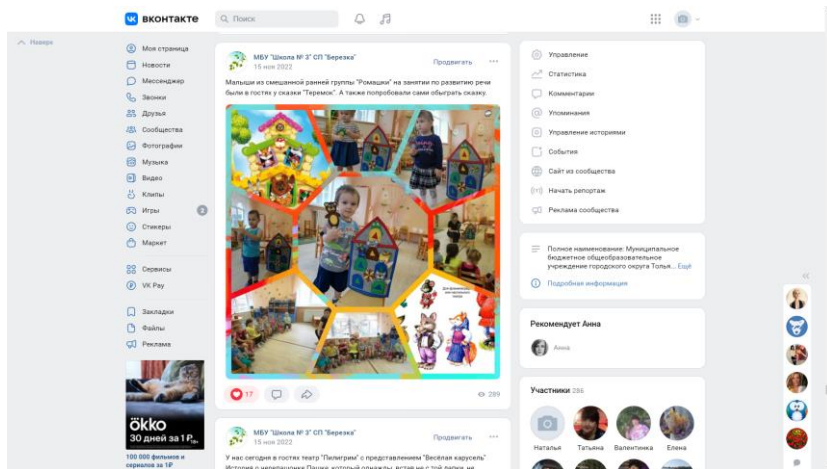 вконтакте
Поиск
Наверх
Моя страница
Новости
Мессенджер
Звонки
Друзья
Сообщества
Фотографии
Музыка
Видео
Клипы
Игры
2
Стикеры
Маркет
Сервисы
VK Pay
Закладки
Файлы
Реклама
okko
30 дней за 1 ₽
100 000 фильмов и
сериалов за 1₽
МБУ "Школа № 3" СП "Березка"
15 ноя 2022
Продвигать
Малыши из смешанной ранней группы "Ромашки" на занятии по развитию речи
были в гостях у сказки "Теремок". А также попробовали сами обыграть сказку.
17
289
МБУ "Школа № 3" СП "Березка"
15 ноя 2022
Продвигать
У нас сегодня в гостях театр "Пилигрим" с представлением "Весёлая карусель"
Управление
Статистика
Комментарии
Упоминания
Управление историями
События
Сайт из сообщества
Начать репортаж
Реклама сообщества
Полное наименование: Муниципальное
бюджетное общеобразовательное
учреждение городского округа Толья... Ещё
Подробная информация
Рекомендует Анна
Анна
Участники 286
Наталья
Татьяна
Валентинка
Елена